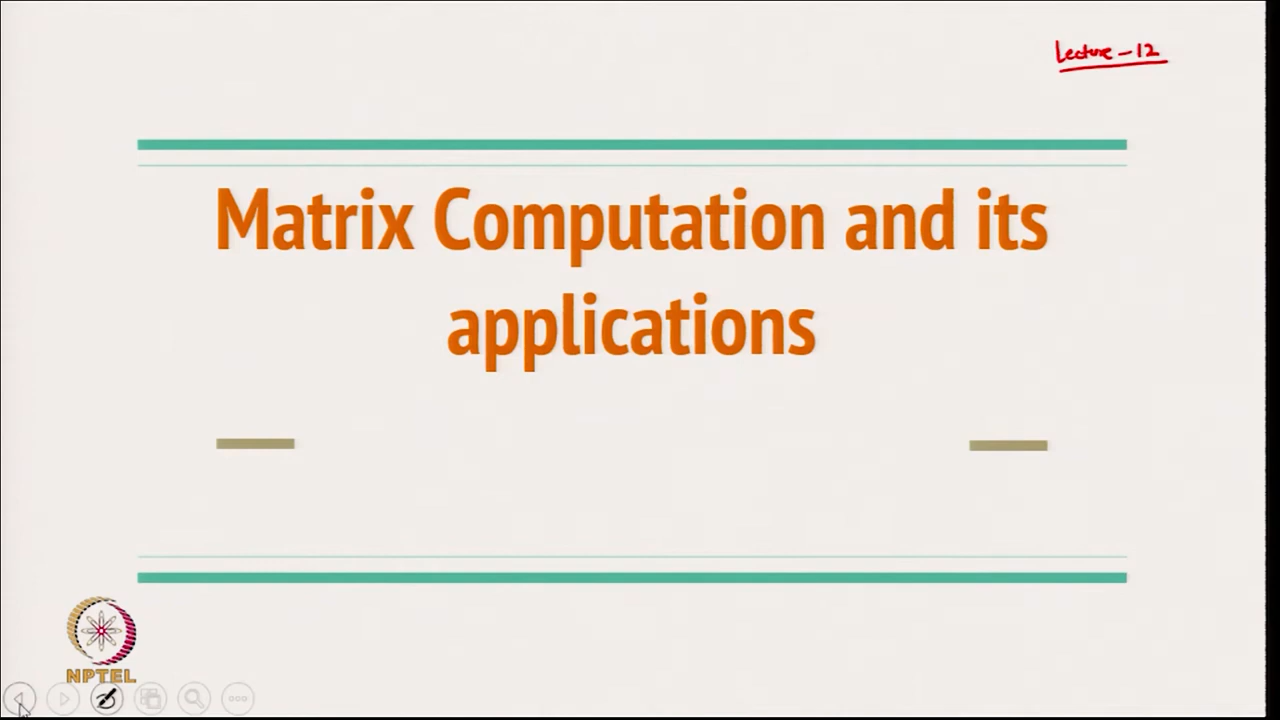 Lecture - 12
Matrix Computation and its
applications
NPTEL